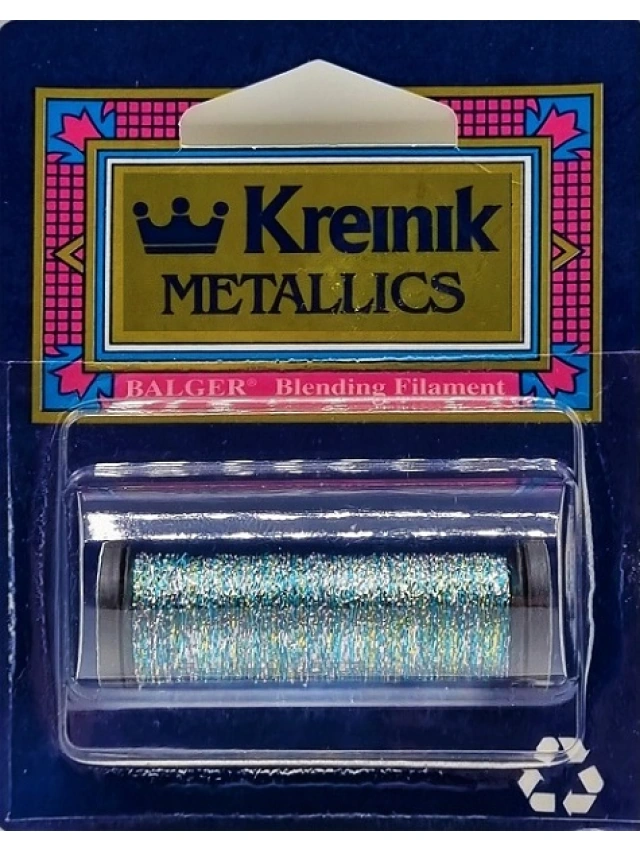 Kreinik
METALLICS
BALGER® Blending Filament